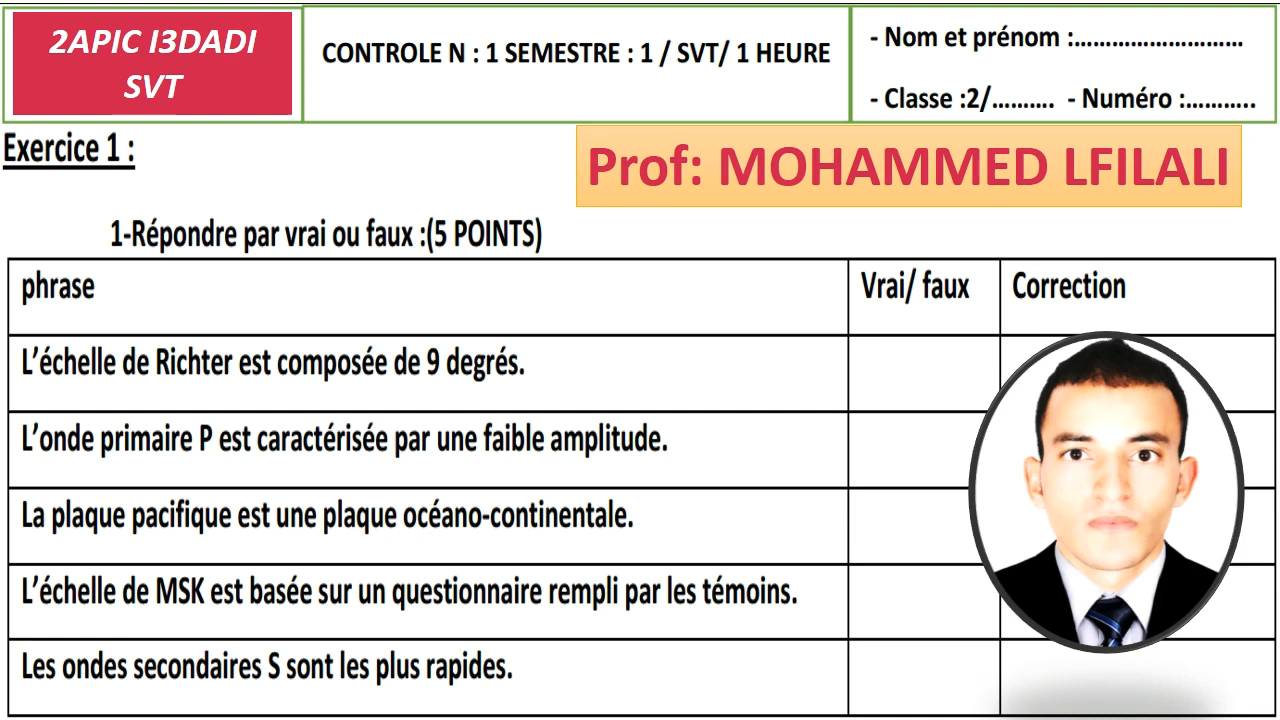 2APIC I3DADI
SVT
CONTROLE N : 1 SEMESTRE : 1 / SVT/ 1 HEURE
- Nom et prénom :...........................
- Classe :2/.......... - Numéro :...........
Exercice 1 :
Prof: MOHAMMED LFILALI
1-Répondre par vrai ou faux :(5 POINTS)
phrase Vrai/ faux Correction
L’échelle de Richter est composée de 9 degrés.
L’onde primaire P est caractérisée par une faible amplitude.
La plaque pacifique est une plaque océano-continentale.
L’échelle de MSK est basée sur un questionnaire rempli par les témoins.
Les ondes secondaires S sont les plus rapides.